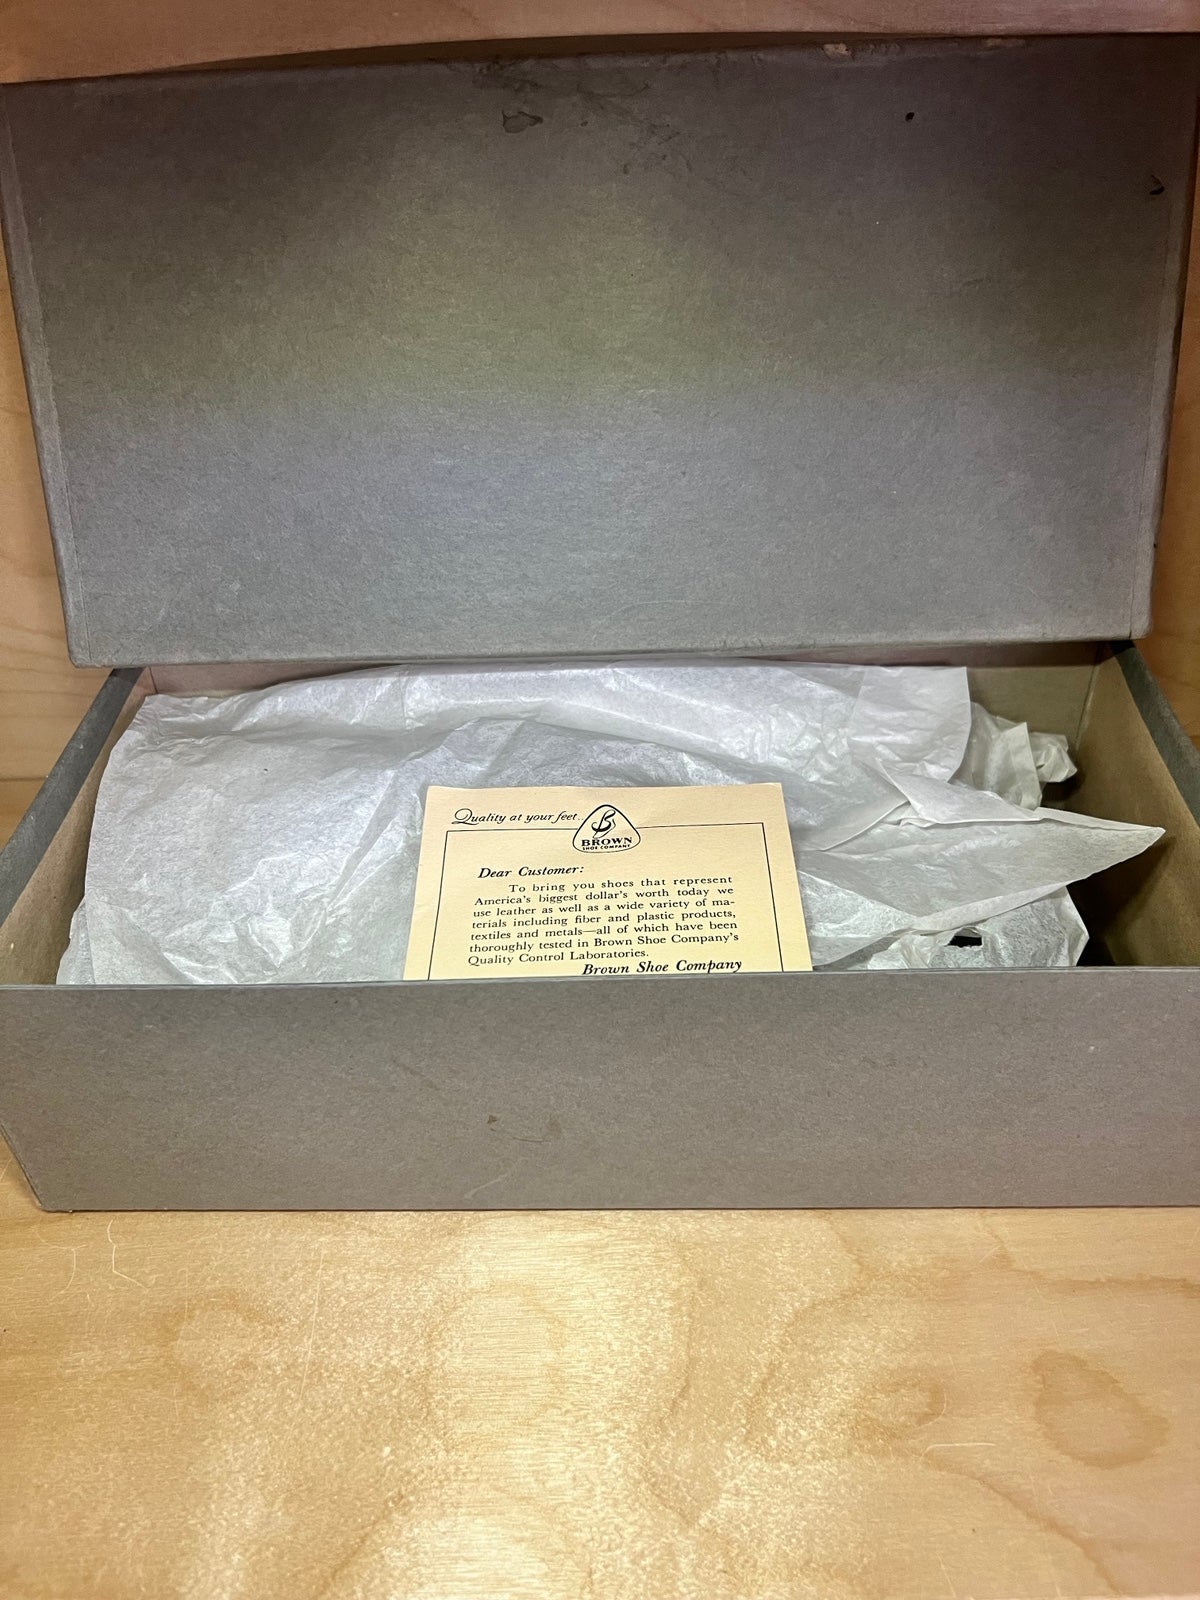 Quality at your feet...
B
BROWN
SHOE COMPANY
Dear Customer:
To bring you shoes that represent
America's biggest dollar's worth today we
use leather as well as a wide variety of ma-
terials including fiber and plastic products,
textiles and metals—all of which have been
thoroughly tested in Brown Shoe Company's
Quality Control Laboratories.
Brown Shoe Company